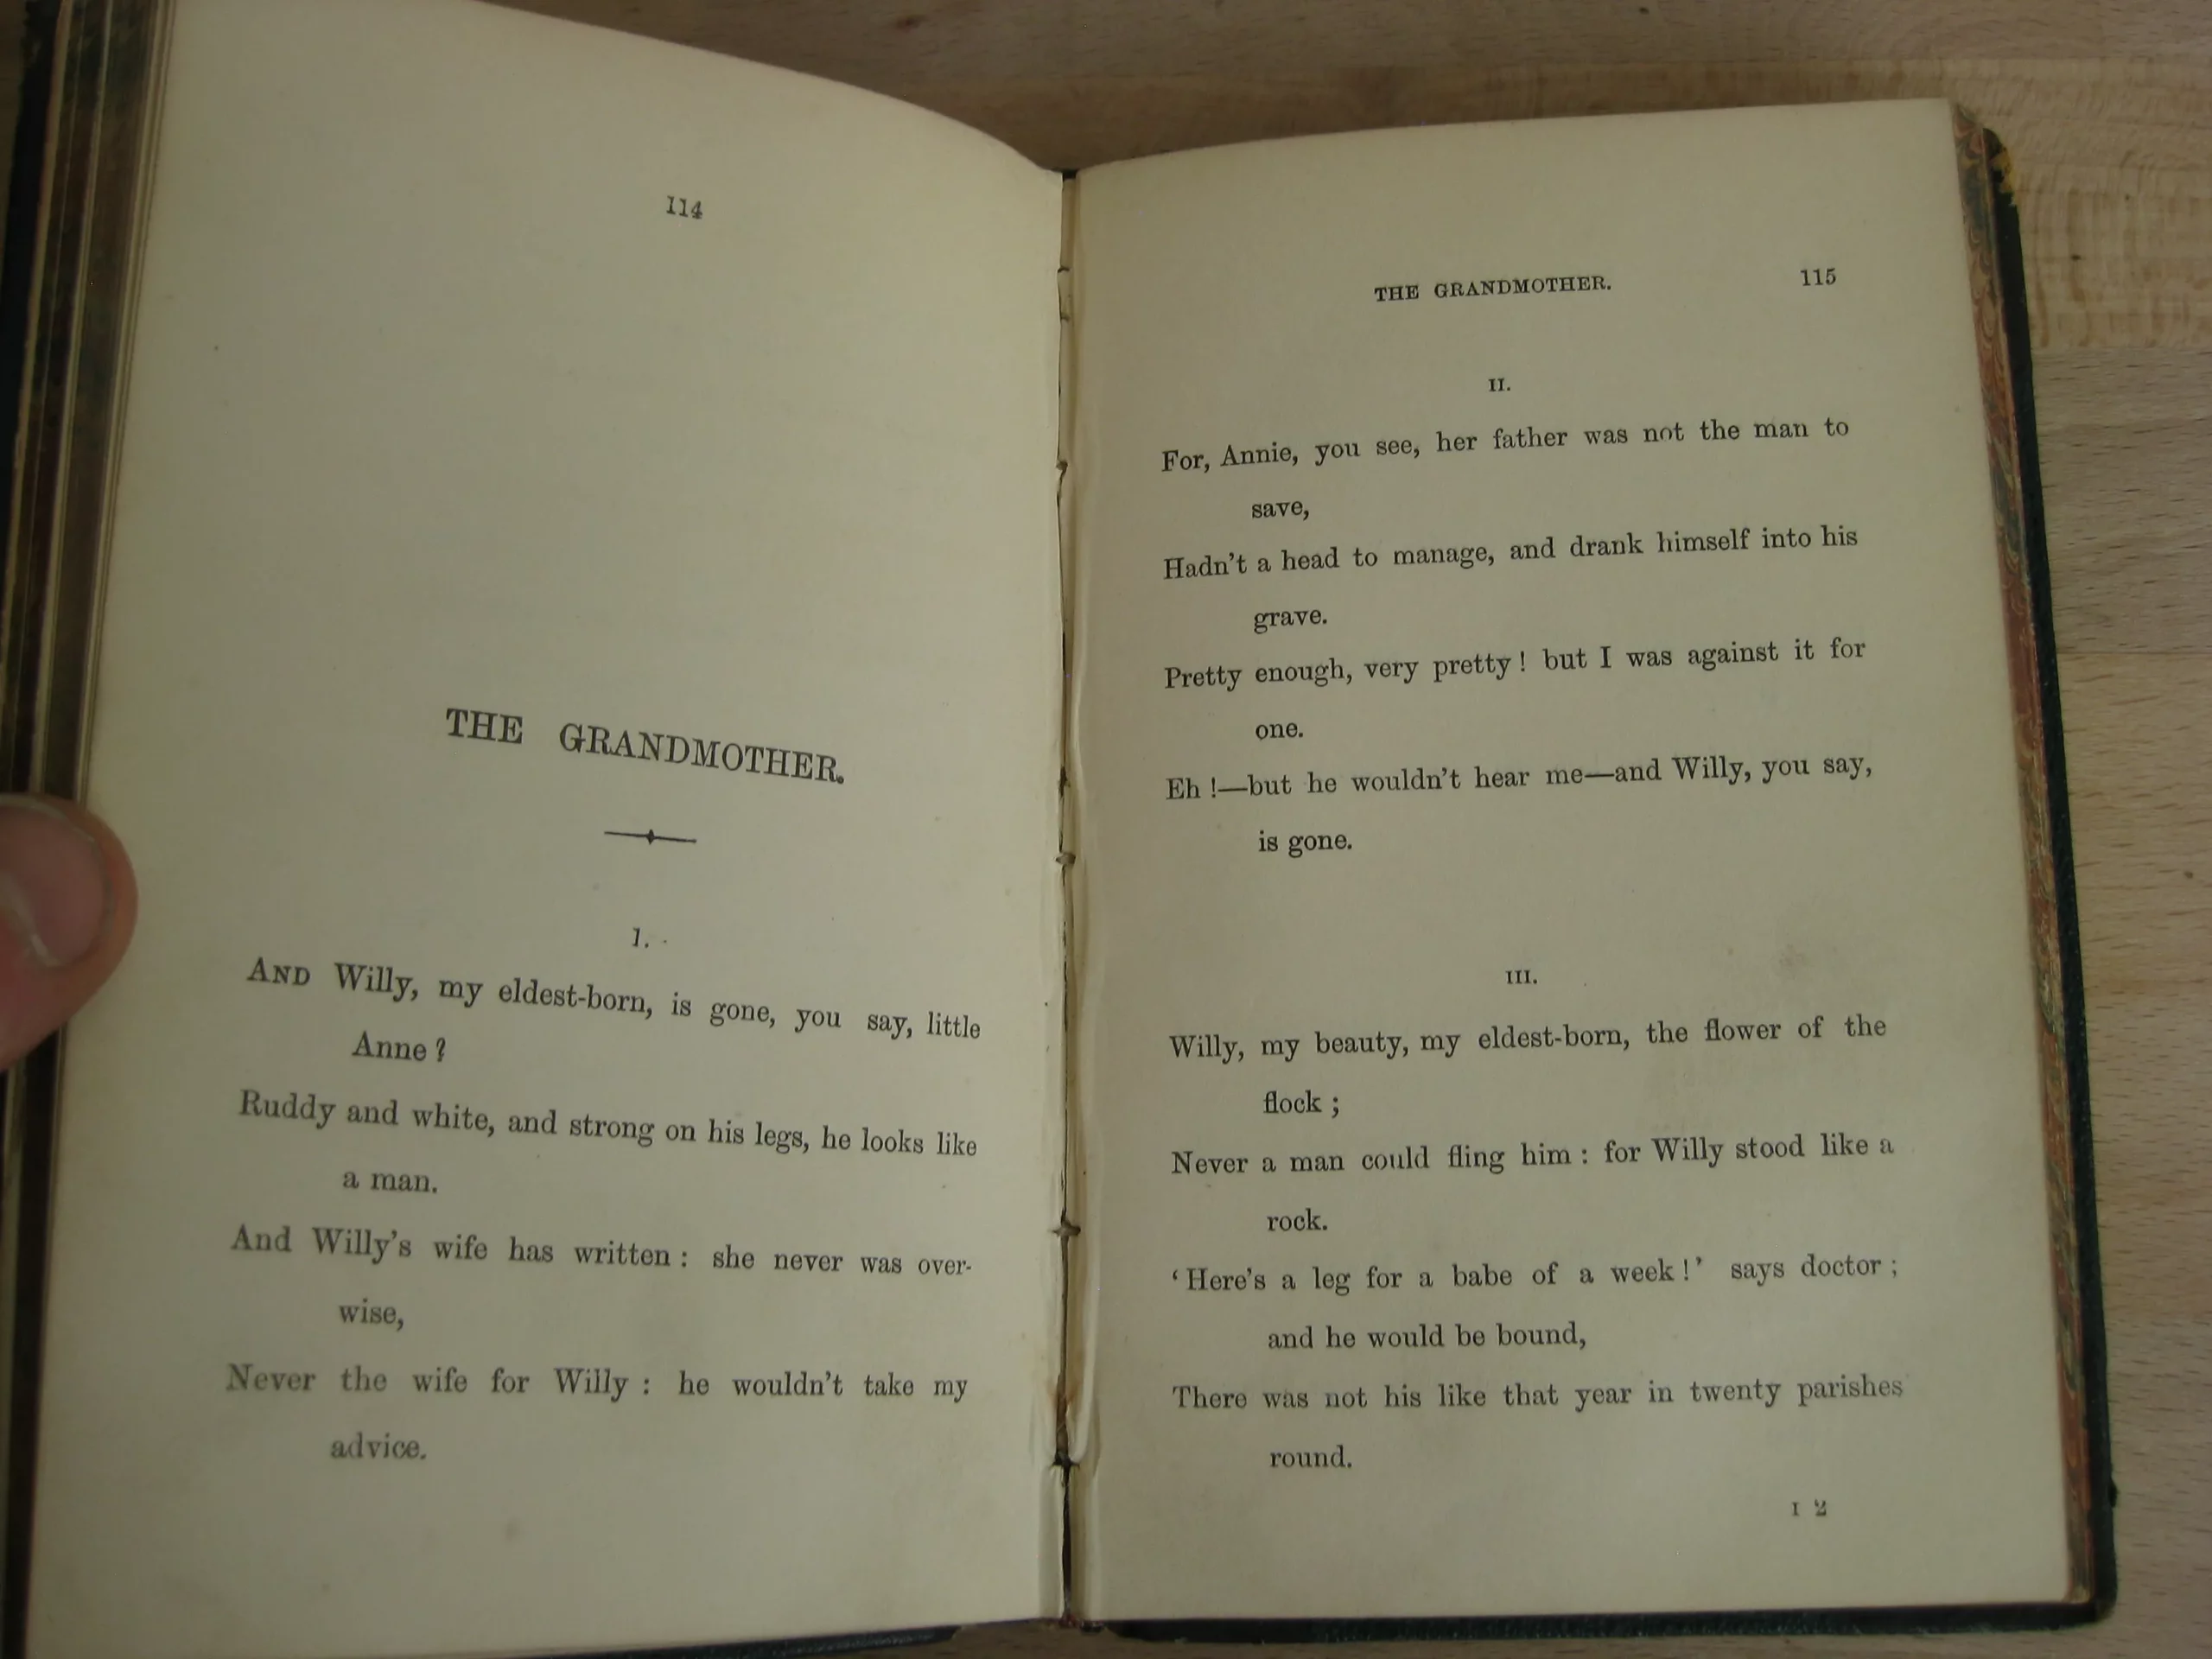 114
THE GRANDMOTHER.
I.
AND Willy, my eldest-born, is gone, you say, little
Anne?
Ruddy and white, and strong on his legs, he looks like
a man.
And Willy's wife has written: she never was over-
wise,
Never the wife for Willy: he wouldn't take my
advice.
THE GRANDMOTHER. 115
II.
For, Annie, you see, her father was not the man to
save,
Hadn't a head to manage, and drank himself into his
grave.
Pretty enough, very pretty! but I was against it for
one.
Eh!—but he wouldn't hear me—and Willy, you say,
is gone.
III.
Willy, my beauty, my eldest-born, the flower of the
flock;
Never a man could fling him: for Willy stood like a
rock.
‘Here's a leg for a babe of a week!’ says doctor;
and he would be bound,
There was not his like that year in twenty parishes
round.
I 2